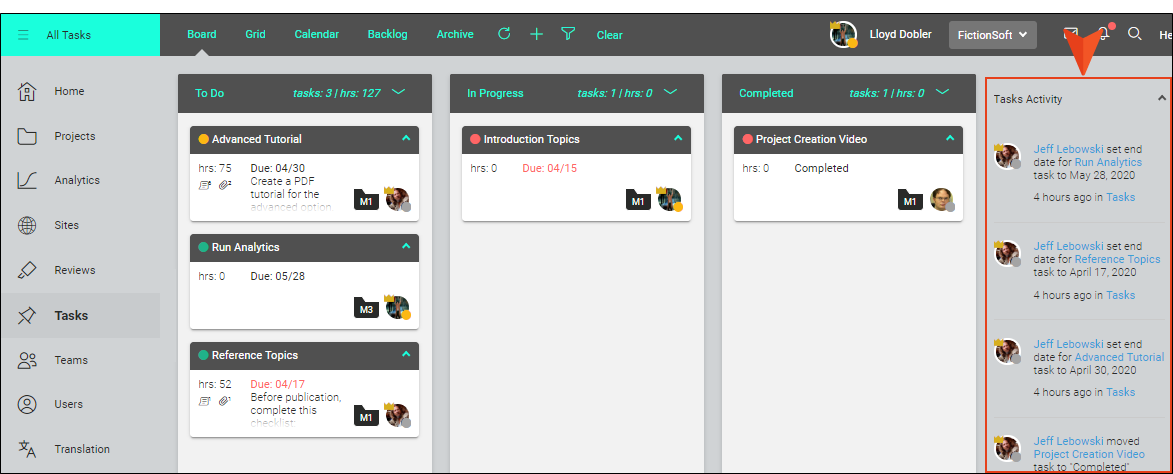 All Tasks
Board
Grid
Calendar
Backlog
Archive
Clear
Lloyd Dobler
FictionSoft
He
Home
Projects
Analytics
Sites
Reviews
Tasks
Teams
Users
Translation
To Do
tasks: 3 | hrs: 127
Advanced Tutorial
hrs: 75
Due: 04/30
2
Create a PDF
tutorial for the
advanced option
M1
Run Analytics
hrs: 0
Due: 05/28
M3
Reference Topics
hrs: 52
Due: 04/17
1
Before publication,
complete this
checklist:
M1
In Progress
tasks: 1 | hrs: 0
Introduction Topics
hrs: 0
Due: 04/15
M1
Completed
tasks: 1 | hrs: 0
Project Creation Video
hrs: 0
Completed
M1
Tasks Activity
Jeff Lebowski set end
date for Run Analytics
task to May 28, 2020
4 hours ago in Tasks
Jeff Lebowski set end
date for Reference Topics
task to April 17, 2020
4 hours ago in Tasks
Jeff Lebowski set end
date for Advanced Tutorial
task to April 30, 2020
4 hours ago in Tasks
Jeff Lebowski moved
Project Creation Video
task to "Completed"